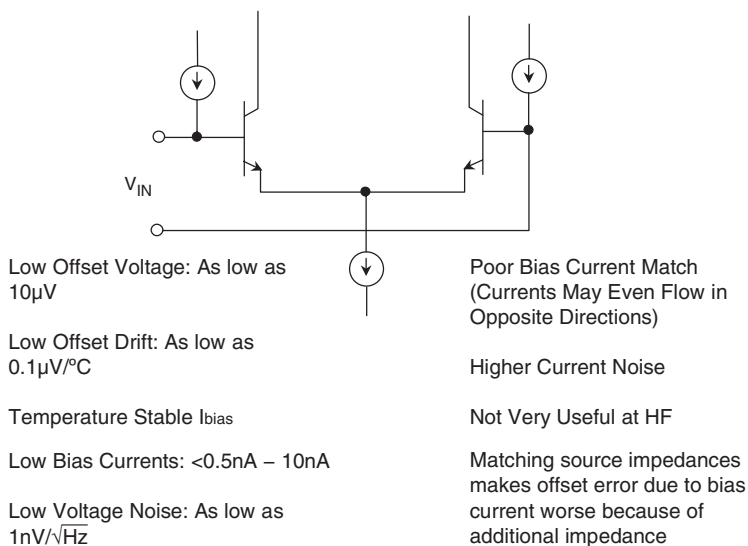 V_IN
Low Offset Voltage: As low as
10µV
Low Offset Drift: As low as
0.1µV/ºC
Temperature Stable Ibias
Low Bias Currents: <0.5nA – 10nA
Low Voltage Noise: As low as
1nV/√Hz
Poor Bias Current Match
(Currents May Even Flow in
Opposite Directions)
Higher Current Noise
Not Very Useful at HF
Matching source impedances
makes offset error due to bias
current worse because of
additional impedance